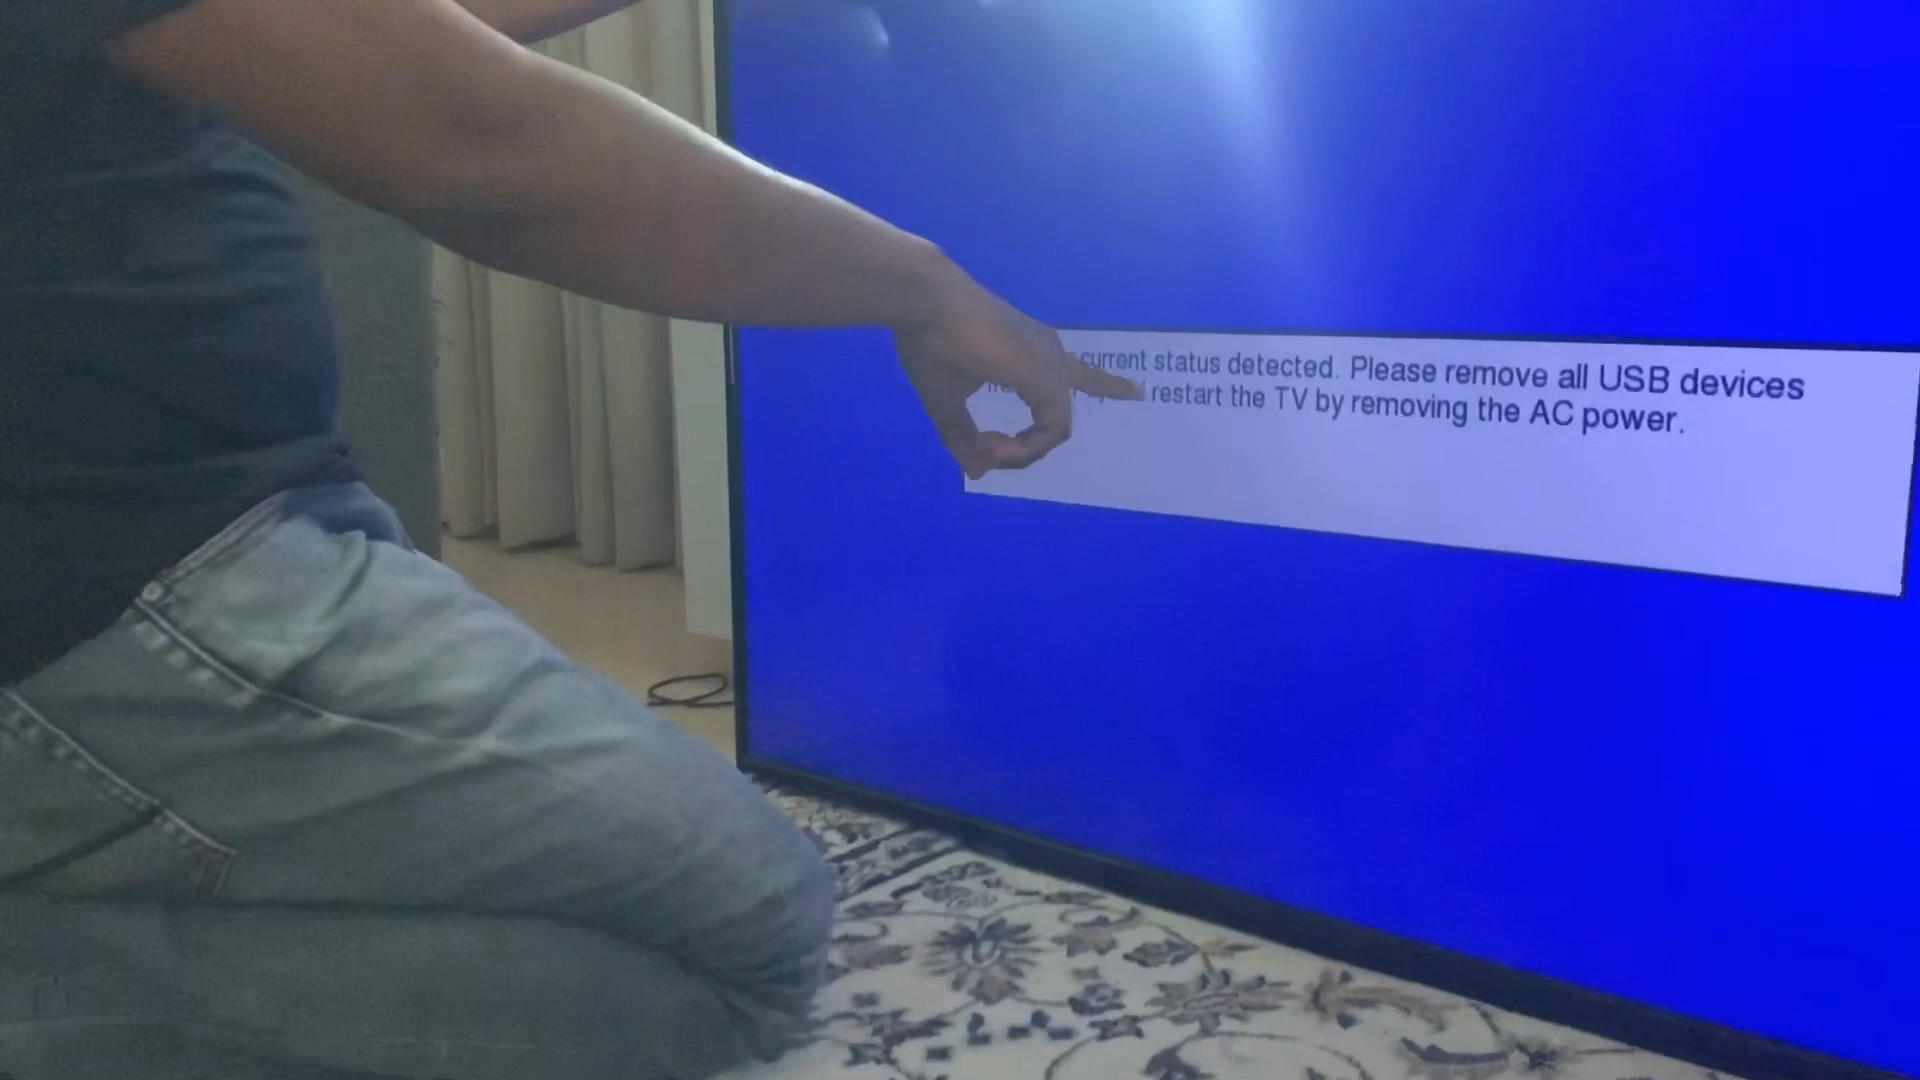 current status detected. Please remove all USB devices
restart the TV by removing the AC power.